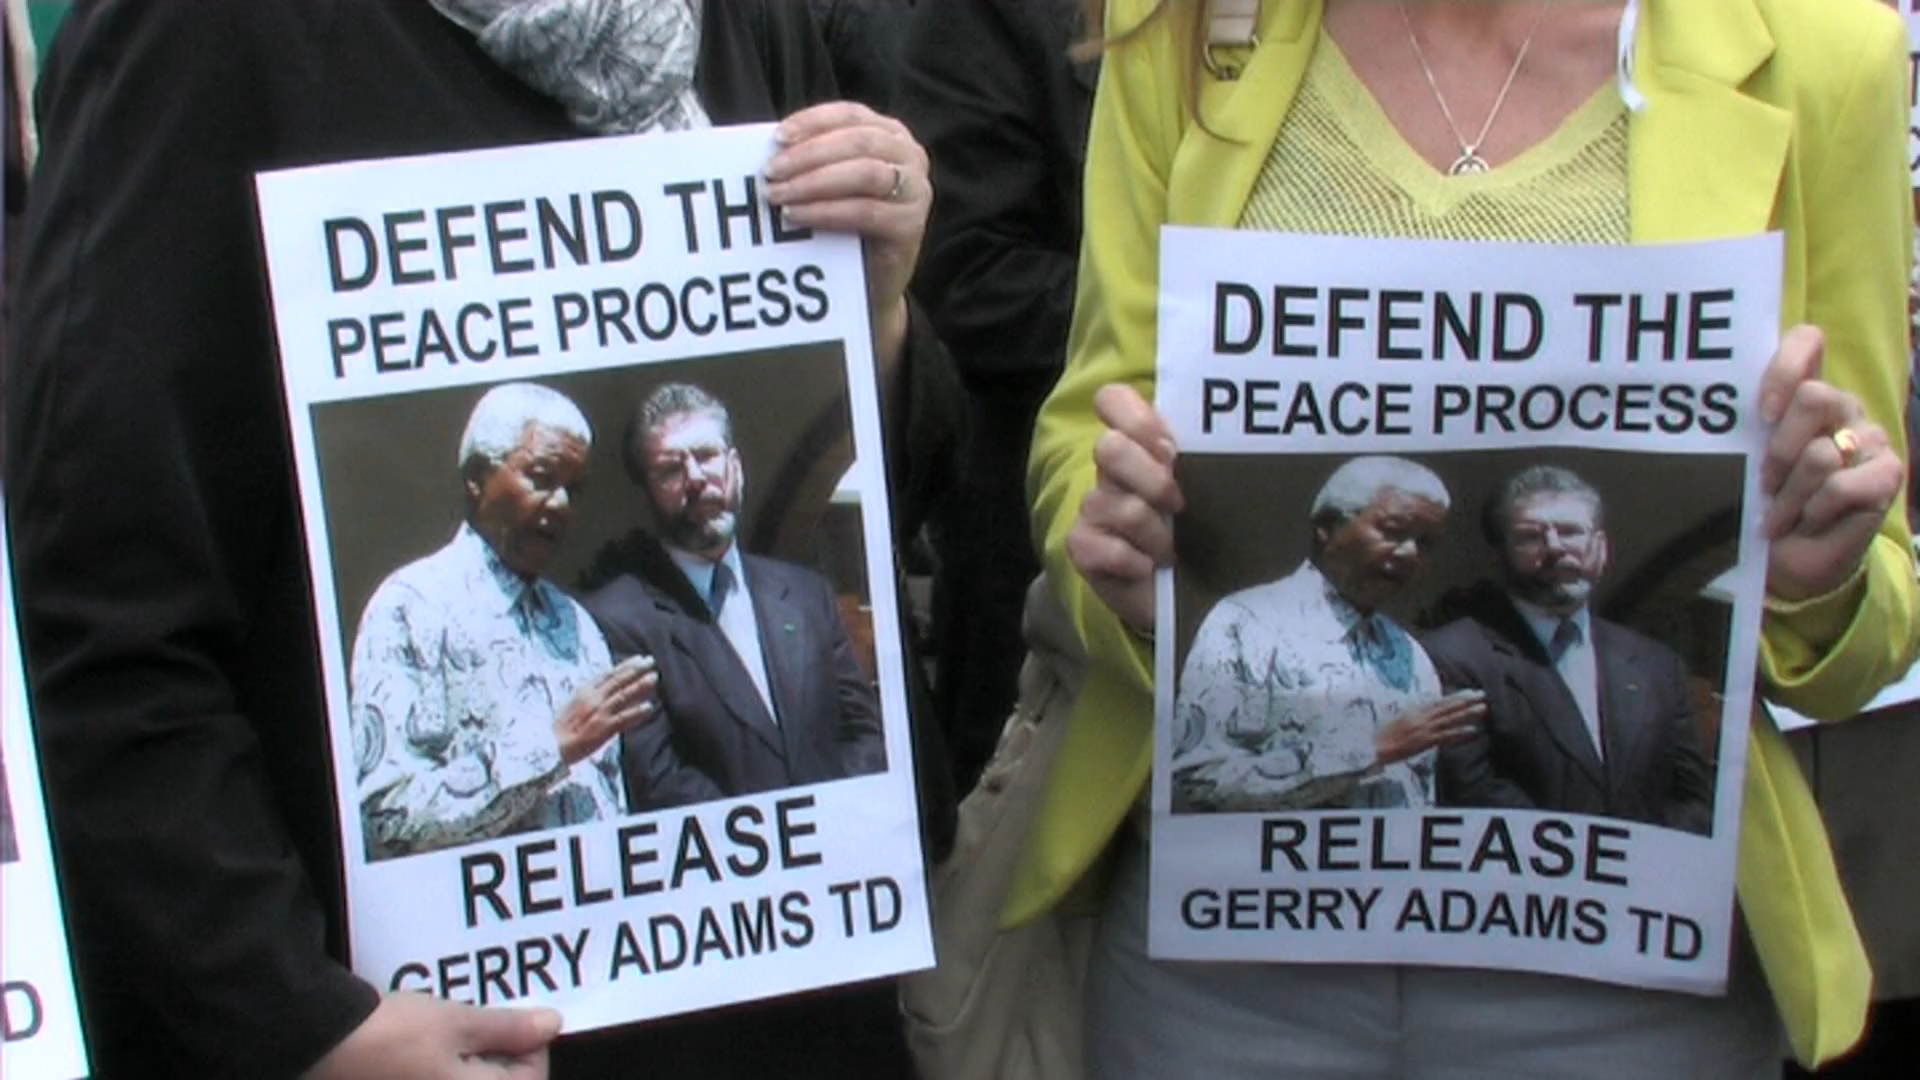 DEFEND THE
PEACE PROCESS
RELEASE
GERRY ADAMS TD
DEFEND THE
PEACE PROCESS
RELEASE
GERRY ADAMS TD
D